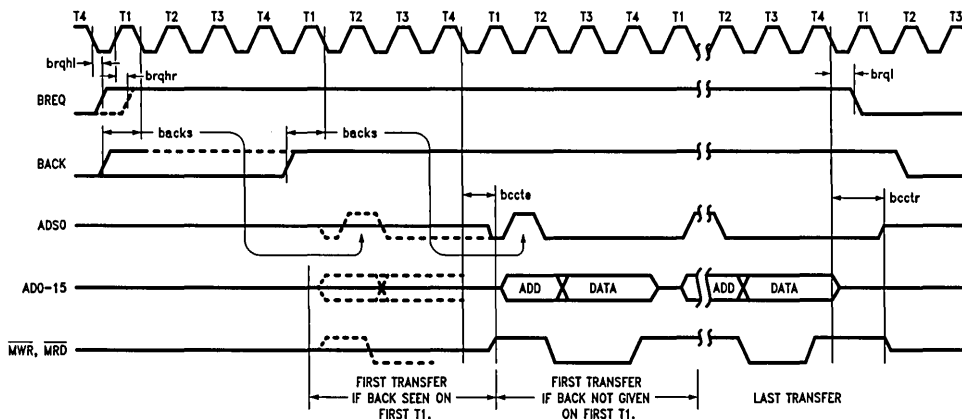 T4 T1 T2 T3 T4 T1 T2 T3 T4 T1 T2 T3 T4 T1 T2 T3 T4 T1 T2 T3
brqhl
brqhr
brql
BREQ
backs
backs
BACK
bccte
bcctr
ADS0
AD0-15
ADD
DATA
ADD
DATA
MWR, MRD
FIRST TRANSFER
IF BACK SEEN ON
FIRST T1.
FIRST TRANSFER
IF BACK NOT GIVEN
ON FIRST T1.
LAST TRANSFER